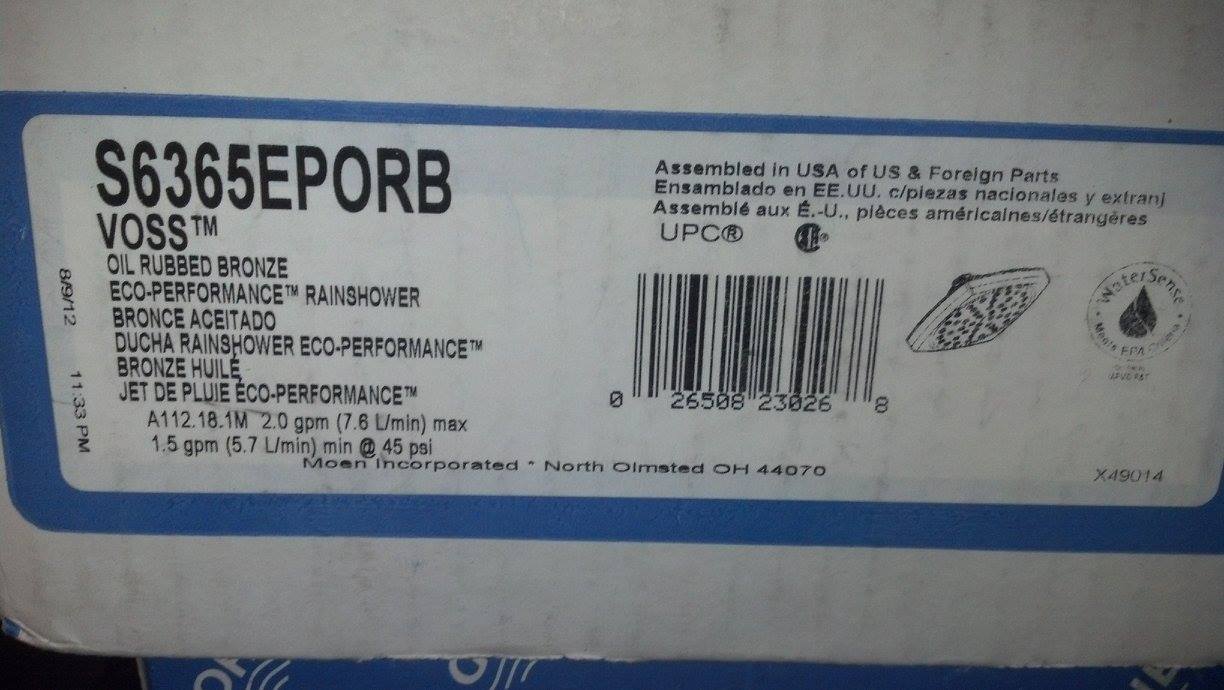 S6365EPORB
VOSS™
OIL RUBBED BRONZE
ECO-PERFORMANCE™ RAINSHOWER
BRONCE ACEITADO
DUCHA RAINSHOWER ECO-PERFORMANCE™
BRONZE HUILÉ
JET DE PLUIE ÉCO-PERFORMANCE™
A112.18.1M 2.0 gpm (7.6 L/min) max
1.5 gpm (5.7 L/min) min @ 45 psi
Moen Incorporated * North Olmsted OH 44070
8/9/12 11:33 PM
Assembled in USA of US & Foreign Parts
Ensamblado en EE.UU. c/piezas nacionales y extranj
Assemblé aux É.-U., pièces américaines/étrangères
UPC®
0 26508 23026 8
WaterSense
Meets EPA
X49014